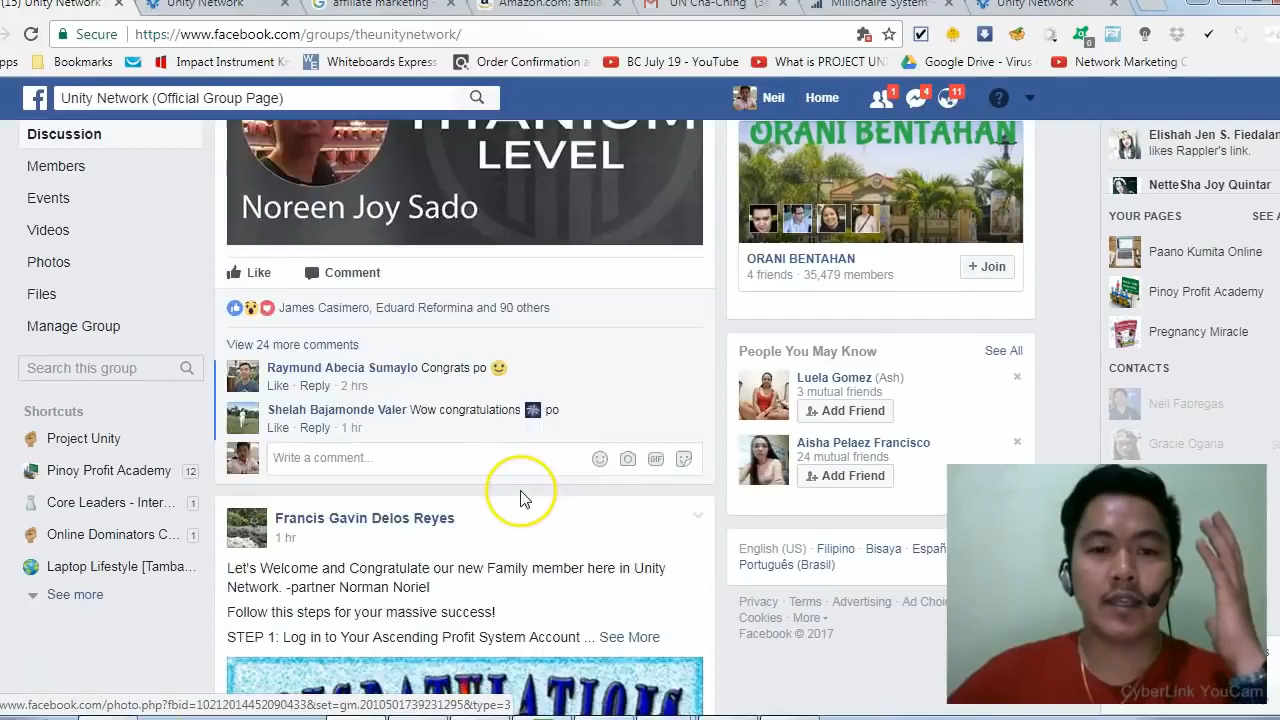 (15) Unity Network
Unity Network
affiliate marketing -
Amazon.com: affilia
UN Cha-Ching
Millionaire System -
Unity Network
Secure
https://www.facebook.com/groups/theunitynetwork/
0
pps
Bookmarks
Impact Instrument Kr
Whiteboards Express
Order Confirmation a
BC July 19 - YouTube
What is PROJECT UN
Google Drive - Virus
Network Marketing C
Unity Network (Official Group Page)
Neil
Home
1
4
11
Discussion
Members
Events
Videos
Photos
Files
Manage Group
Search this group
Shortcuts
Project Unity
Pinoy Profit Academy 12
Core Leaders - Inter... 1
Online Dominators C... 1
Laptop Lifestyle [Tamba...
See more
TITANIUM
LEVEL
Noreen Joy Sado
Like
Comment
James Casimero, Eduard Reformina and 90 others
View 24 more comments
Raymund Abecia Sumaylo Congrats po
Like · Reply · 2 hrs
Shelah Bajamonde Valer Wow congratulations po
Like · Reply · 1 hr
Write a comment...
GIF
Francis Gavin Delos Reyes
1 hr
Let's Welcome and Congratulate our new Family member here in Unity
Network. -partner Norman Noriel
Follow this steps for your massive success!
STEP 1: Log in to Your Ascending Profit System Account ... See More
CONGRATULATIONS
ORANI BENTAHAN
ORANI BENTAHAN
4 friends · 35,479 members
+ Join
People You May Know
See All
Luela Gomez (Ash)
3 mutual friends
Add Friend
Aisha Pelaez Francisco
24 mutual friends
Add Friend
English (US) · Filipino · Bisaya · Españ
Português (Brasil)
Privacy · Terms · Advertising · Ad Choic
Cookies · More
Facebook © 2017
Elishah Jen S. Fiedalan
likes Rappler's link.
NetteSha Joy Quintar
YOUR PAGES
SEE A
Paano Kumita Online
Pinoy Profit Academy
Pregnancy Miracle
CONTACTS
Neil Fabregas
Gracie Ogana
CyberLink YouCam
www.facebook.com/photo.php?fbid=10212014452090433&set=gm.2010501739232295&type=3